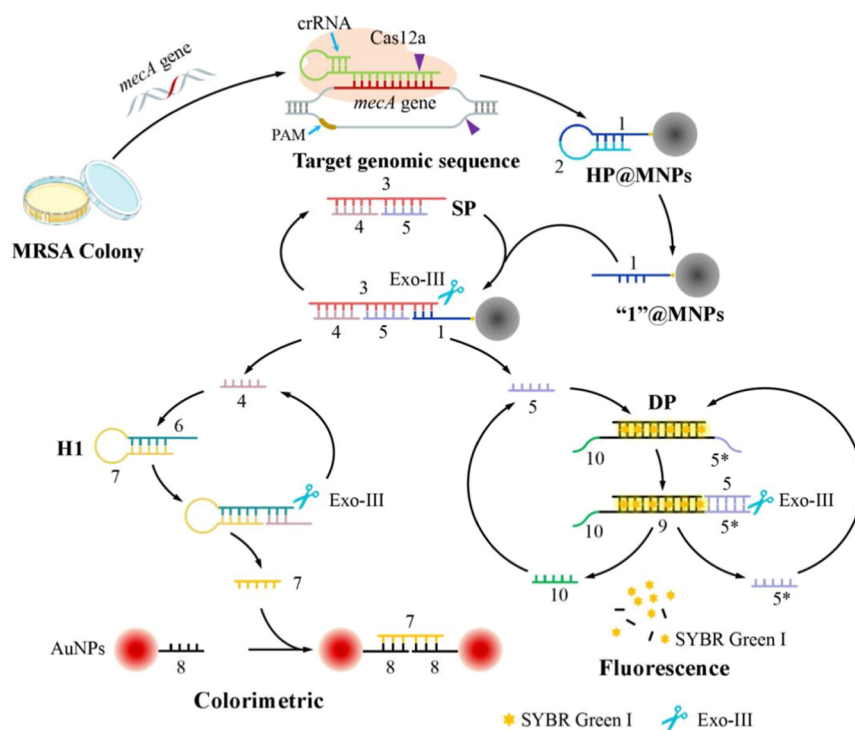 crRNA
Cas12a
mecA gene
mecA gene
PAM
Target genomic sequence
MRSA Colony
1
2
HP@MNPs
3
SP
4 5
1
"1"@MNPs
Exo-III
3
4 5 1
4
5
H1
6
7
Exo-III
DP
10 5*
5
Exo-III
10 9 5*
7
10
5*
SYBR Green I
Fluorescence
AuNPs
8
7
8 8
Colorimetric
SYBR Green I Exo-III